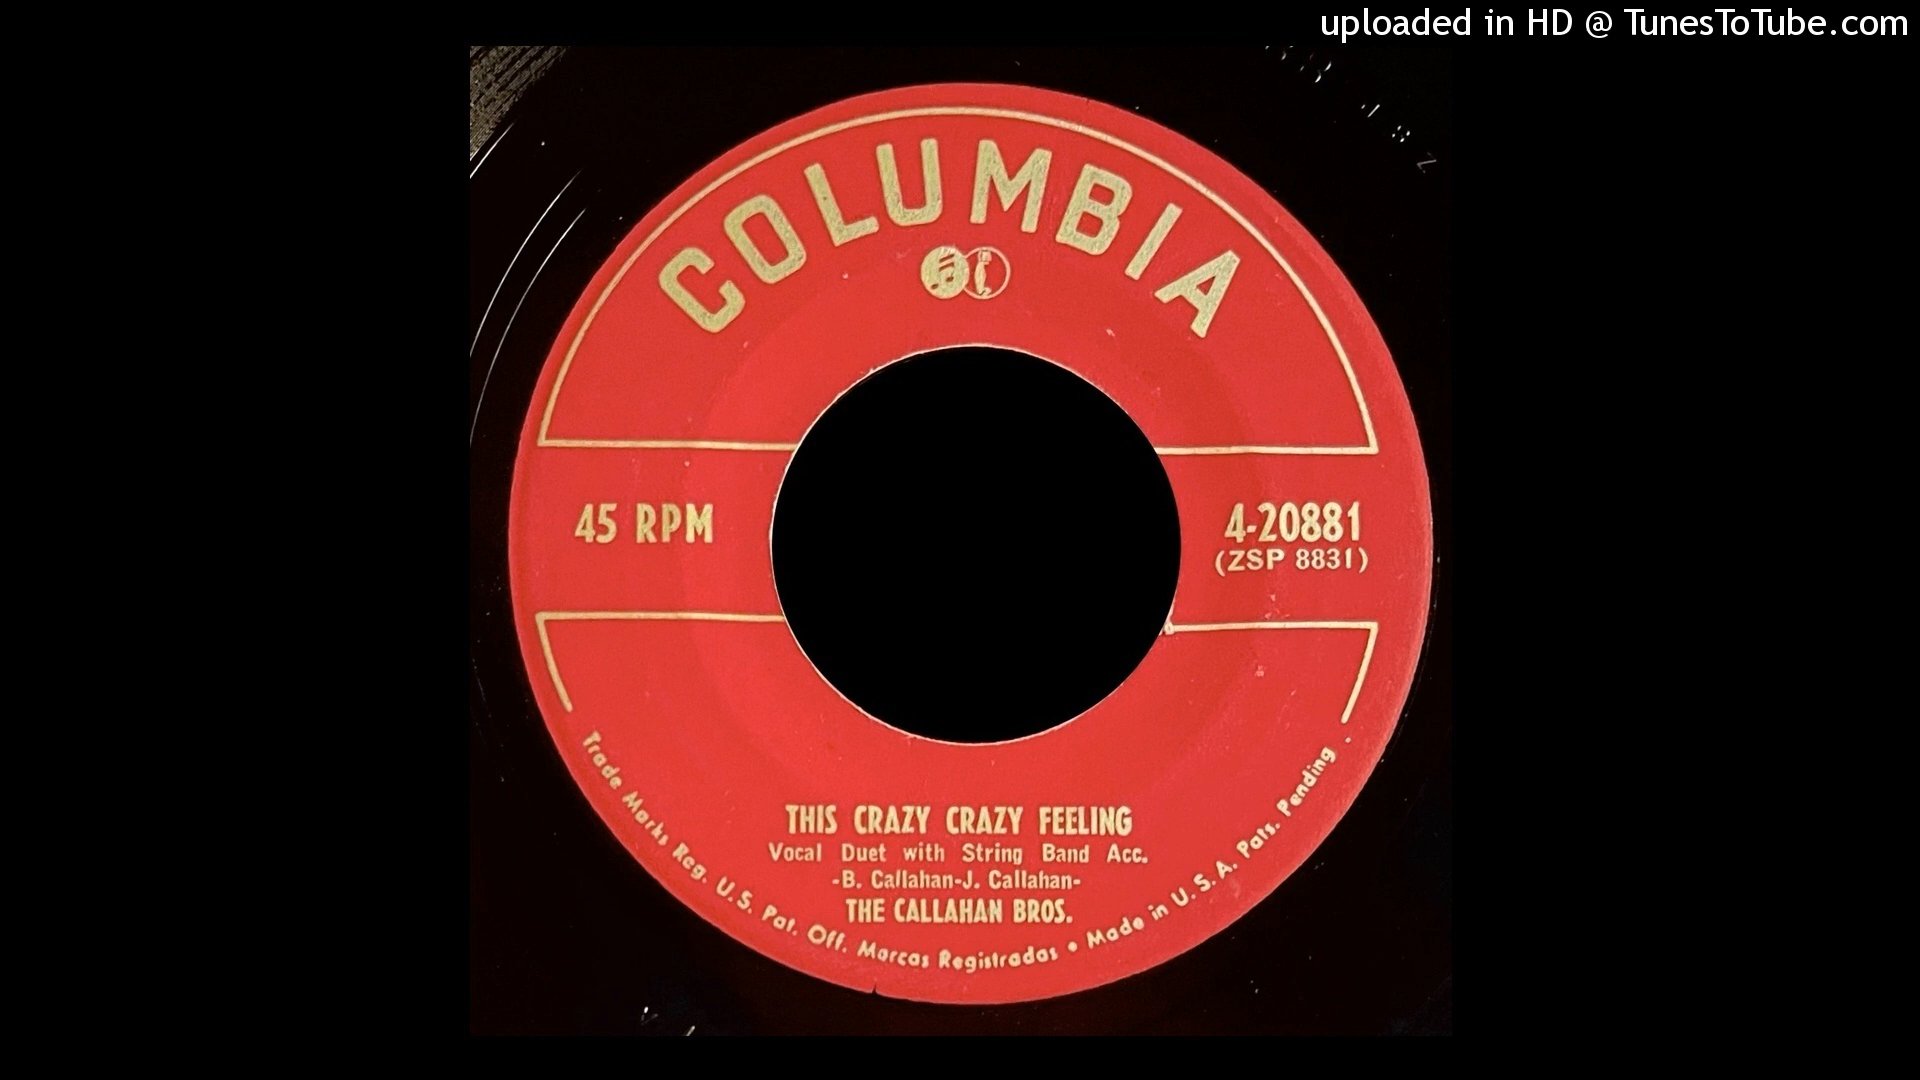 uploaded in HD @ TunesToTube.com
COLUMBIA
45 RPM
4-20881
(ZSP 8831)
THIS CRAZY CRAZY FEELING
Vocal Duet with String Band Acc.
-B. Callahan-J. Callahan-
THE CALLAHAN BROS.
Trade Marks Reg. U.S. Pat. Off. Marcas Registradas • Made in U.S.A. Pats. Pending